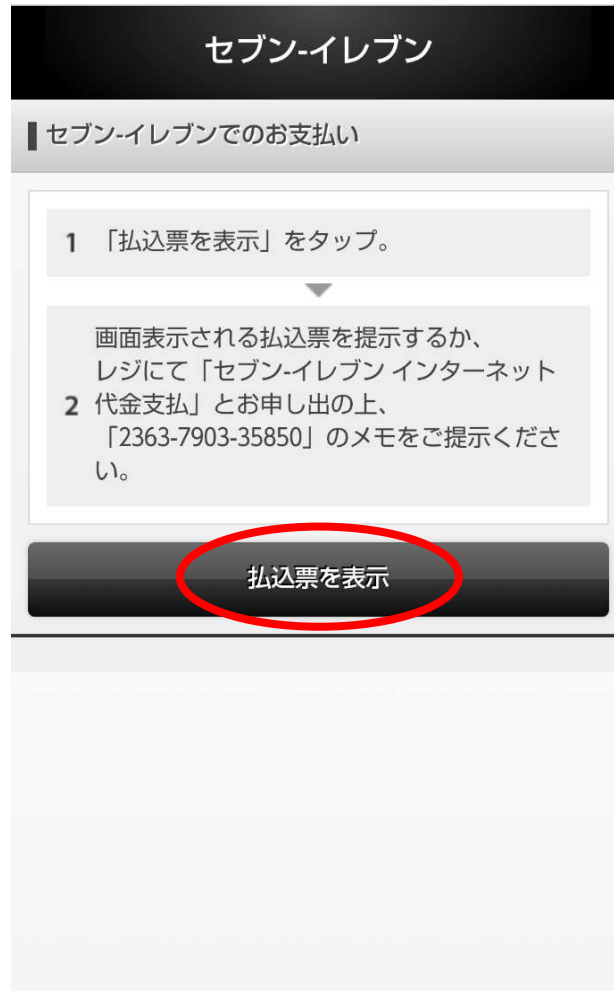 セブン-イレブン
セブン-イレブンでのお支払い
1 「払込票を表示」をタップ。
画面表示される払込票を提示するか、
レジにて「セブン-イレブン インターネット
2 代金支払」とお申し出の上、
「2363-7903-35850」のメモをご提示くださ
い。
払込票を表示